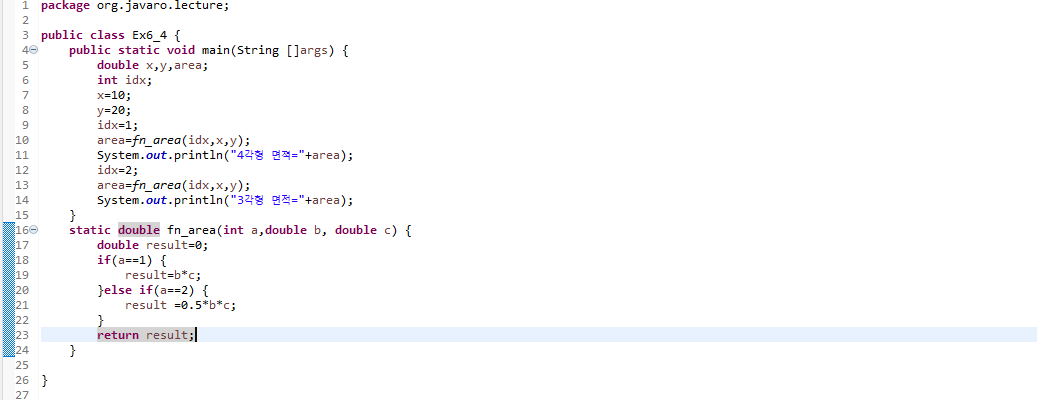 1 package org.javaro.lecture;
2
3 public class Ex6_4 {
4 public static void main(String []args) {
5 double x,y,area;
6 int idx;
7 x=10;
8 y=20;
9 idx=1;
10 area=fn_area(idx,x,y);
11 System.out.println("4각형 면젹="+area);
12 idx=2;
13 area=fn_area(idx,x,y);
14 System.out.println("3각형 면적="+area);
15 }
16 static double fn_area(int a,double b, double c) {
17 double result=0;
18 if(a==1) {
19 result=b*c;
20 }else if(a==2) {
21 result =0.5*b*c;
22 }
23 return result;
24 }
25
26 }
27